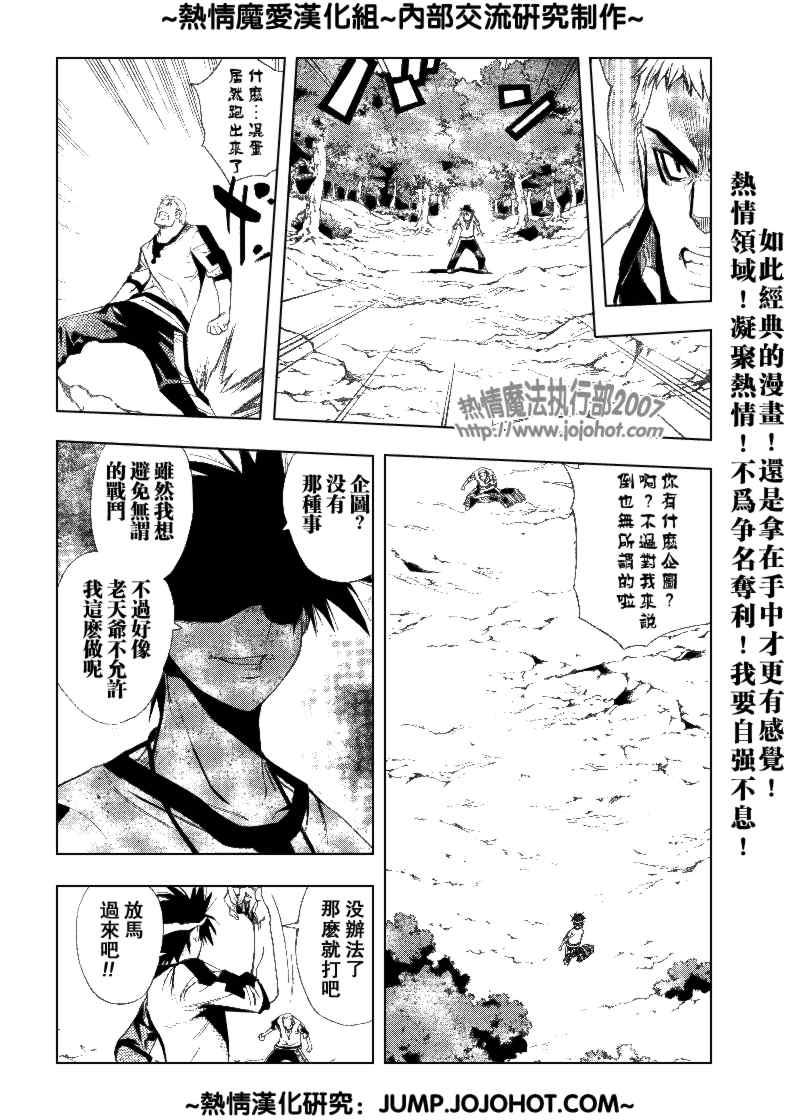 ~熱情魔愛漢化組~內部交流研究制作~
什麽…混蛋
居然跑出來了
熱情魔法执行部2007
http://www.jojohot.com
你有什麽企圖?
啊?不過對我來說
倒也無所謂的啦
企圖?
没有
那種事
雖然我想
避免無謂
的戰鬥
不過好像
老天爺不允許
我這麽做呢
没辦法了
那麽就打吧
放馬
過來吧!!
如此經典的漫畫!還是拿在手中才更有感覺!
熱情領域!凝聚熱情!不爲争名奪利!我要自强不息!
~熱情漢化研究: JUMP.JOJOHOT.COM~